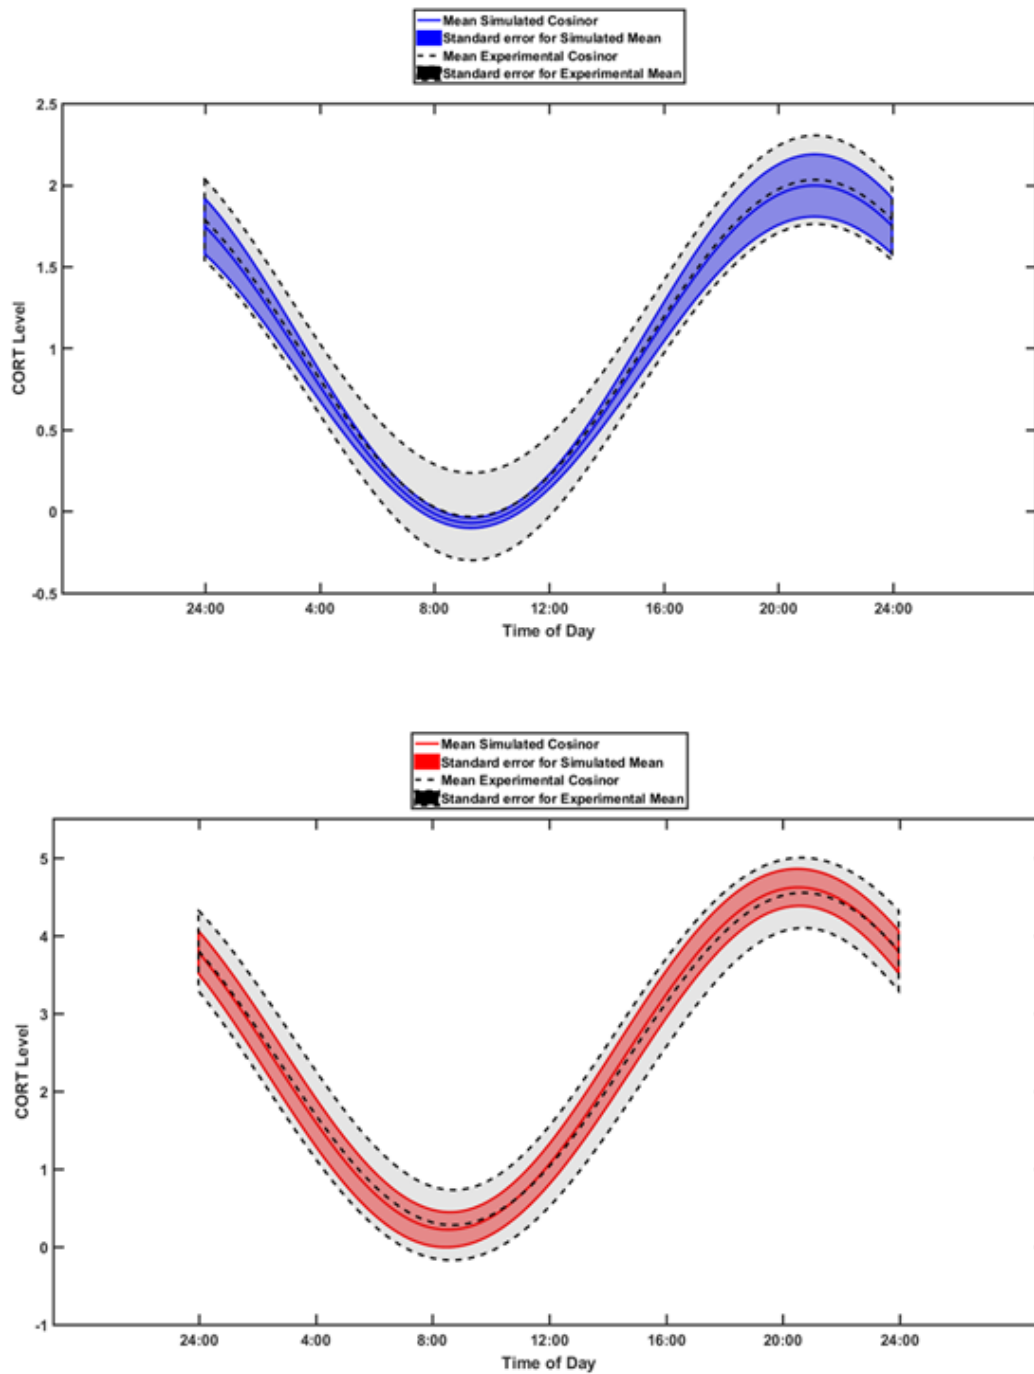 Mean Simulated Cosinor
Standard error for Simulated Mean
Mean Experimental Cosinor
Standard error for Experimental Mean
2.5
2
1.5
1
0.5
0
-0.5
CORT Level
24:00 4:00 8:00 12:00 16:00 20:00 24:00
Time of Day
Mean Simulated Cosinor
Standard error for Simulated Mean
Mean Experimental Cosinor
Standard error for Experimental Mean
5
4
3
2
1
0
-1
CORT Level
24:00 4:00 8:00 12:00 16:00 20:00 24:00
Time of Day